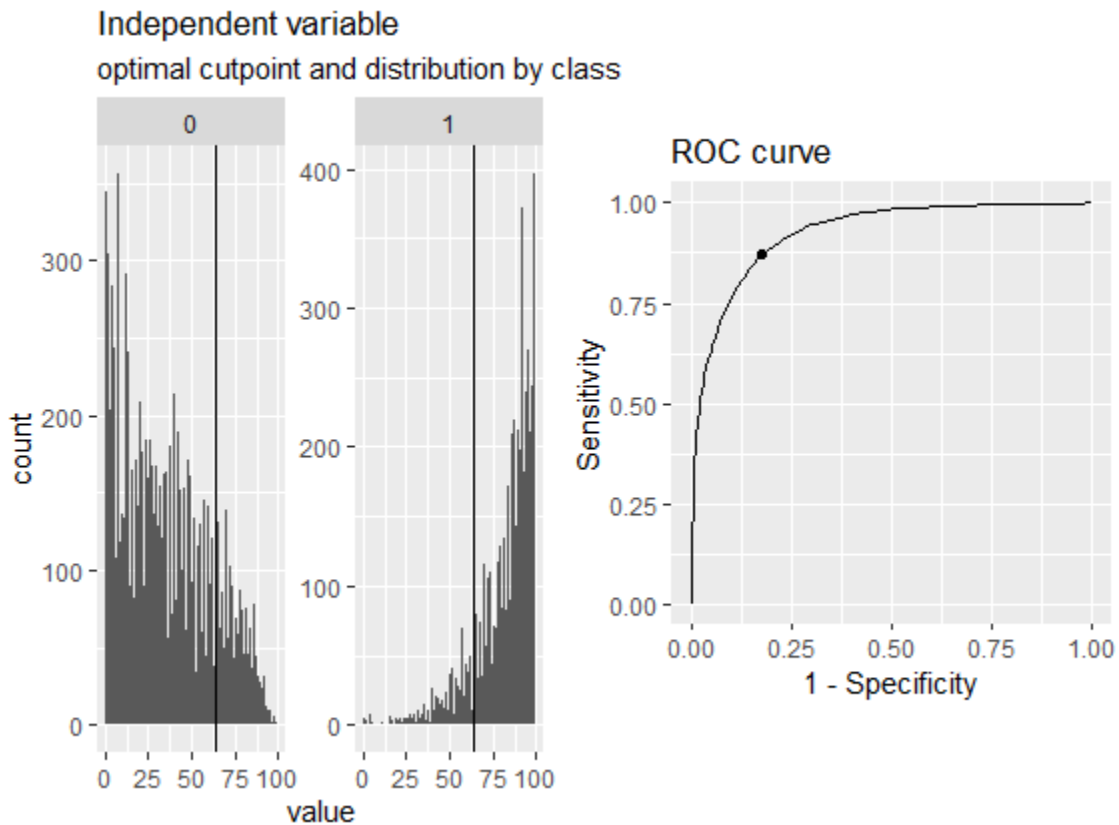 Independent variable
optimal cutpoint and distribution by class
0
1
count
300
200
100
0
400
300
200
100
0
0 25 50 75 100
0 25 50 75 100
value
ROC curve
Sensitivity
1.00
0.75
0.50
0.25
0.00
0.00 0.25 0.50 0.75 1.00
1 - Specificity